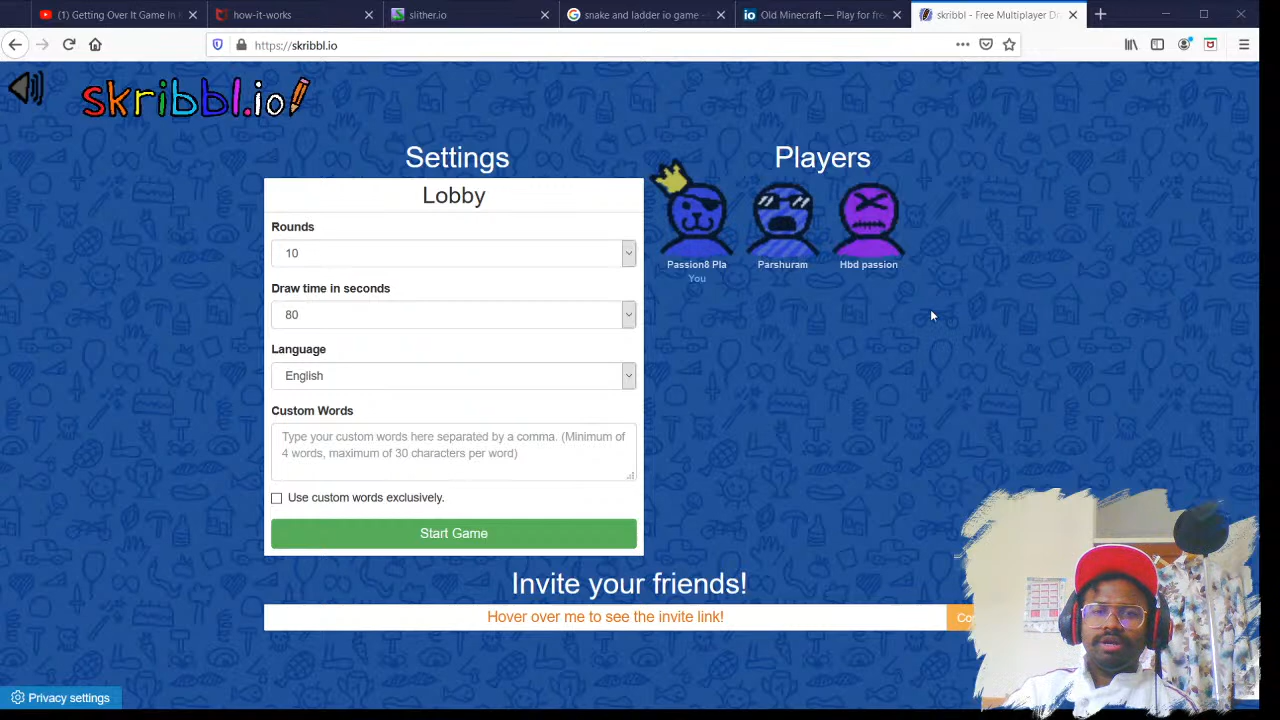 (1) Getting Over It Game In H
how-it-works
slither.io
snake and ladder io game -
Old Minecraft — Play for free
skribbl - Free Multiplayer Dr
https://skribbl.io
skribbl.io
Settings
Players
Lobby
Rounds
10
Passion8 Pla
Parshuram
Hbd passion
You
Draw time in seconds
80
Language
English
Custom Words
Type your custom words here separated by a comma. (Minimum of
4 words, maximum of 30 characters per word)
Use custom words exclusively.
Start Game
Invite your friends!
Hover over me to see the invite link!
Privacy settings